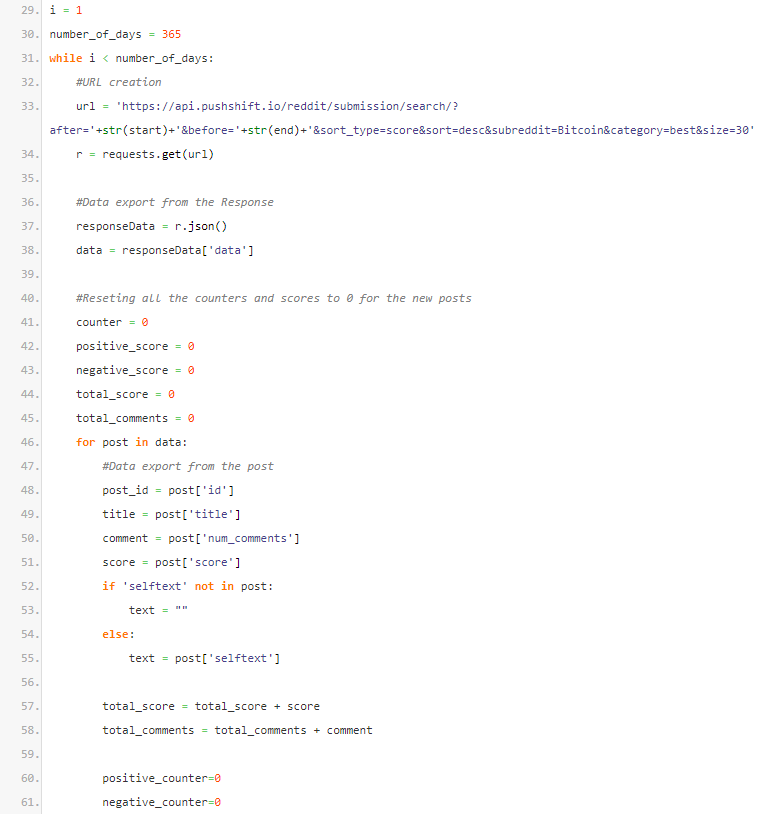 29. i = 1
30. number_of_days = 365
31. while i < number_of_days:
32.     #URL creation
33.     url = 'https://api.pushshift.io/reddit/submission/search/?
after='+str(start)+'&before='+str(end)+'&sort_type=score&sort=desc&subreddit=Bitcoin&category=best&size=30'
34.     r = requests.get(url)
35.
36.     #Data export from the Response
37.     responseData = r.json()
38.     data = responseData['data']
39.
40.     #Reseting all the counters and scores to 0 for the new posts
41.     counter = 0
42.     positive_score = 0
43.     negative_score = 0
44.     total_score = 0
45.     total_comments = 0
46.     for post in data:
47.         #Data export from the post
48.         post_id = post['id']
49.         title = post['title']
50.         comment = post['num_comments']
51.         score = post['score']
52.         if 'selftext' not in post:
53.             text = ""
54.         else:
55.             text = post['selftext']
56.
57.         total_score = total_score + score
58.         total_comments = total_comments + comment
59.
60.         positive_counter=0
61.         negative_counter=0